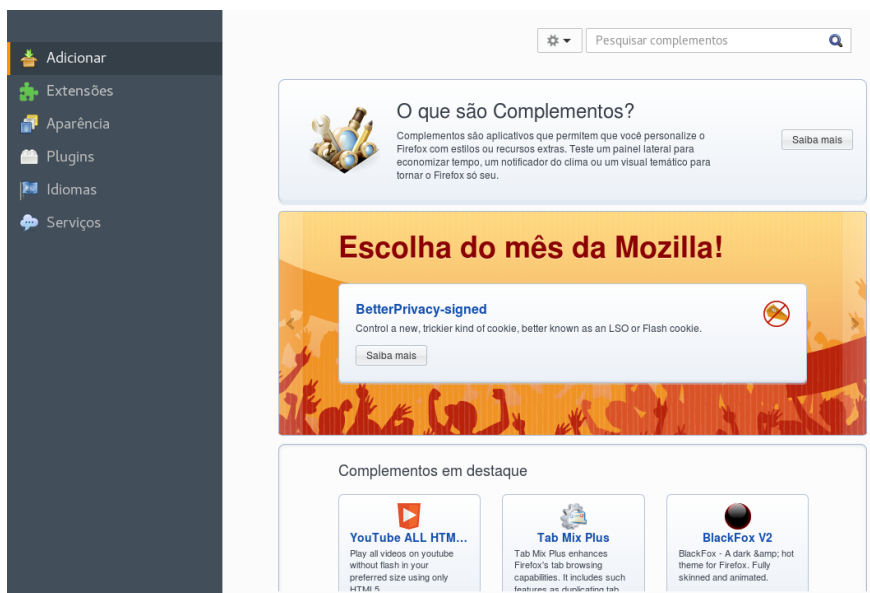 Adicionar
Extensões
Aparência
Plugins
Idiomas
Serviços
Pesquisar complementos
O que são Complementos?
Complementos são aplicativos que permitem que você personalize o
Firefox com estilos ou recursos extras. Teste um painel lateral para
economizar tempo, um notificador do clima ou um visual temático para
tornar o Firefox só seu.
Saiba mais
Escolha do mês da Mozilla!
BetterPrivacy-signed
Control a new, trickier kind of cookie, better known as an LSO or Flash cookie.
Saiba mais
Complementos em destaque
YouTube ALL HTM...
Play all videos on youtube
without flash in your
preferred size using only
HTML5
Tab Mix Plus
Tab Mix Plus enhances
Firefox's tab browsing
capabilities. It includes such
features as duplicating tab
BlackFox V2
BlackFox - A dark &amp; hot
theme for Firefox. Fully
skinned and animated.